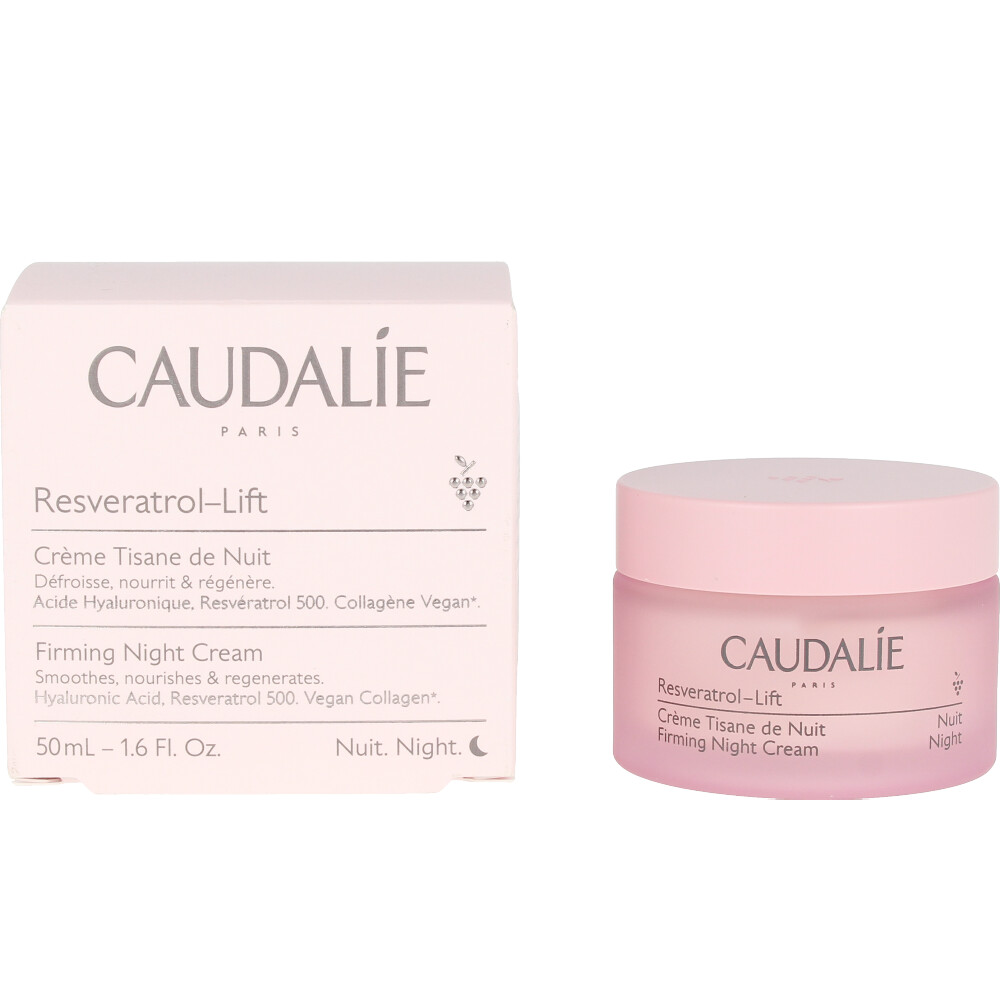 CAUDALÍE
PARIS
Resveratrol–Lift
Crème Tisane de Nuit
Défroisse, nourrit & régénère.
Acide Hyaluronique, Resvératrol 500. Collagène Vegan*.
Firming Night Cream
Smoothes, nourishes & regenerates.
Hyaluronic Acid, Resveratrol 500. Vegan Collagen*.
50mL – 1.6 Fl. Oz.
Nuit. Night.
CAUDALÍE
PARIS
Resveratrol–Lift
Crème Tisane de Nuit
Firming Night Cream
Nuit
Night